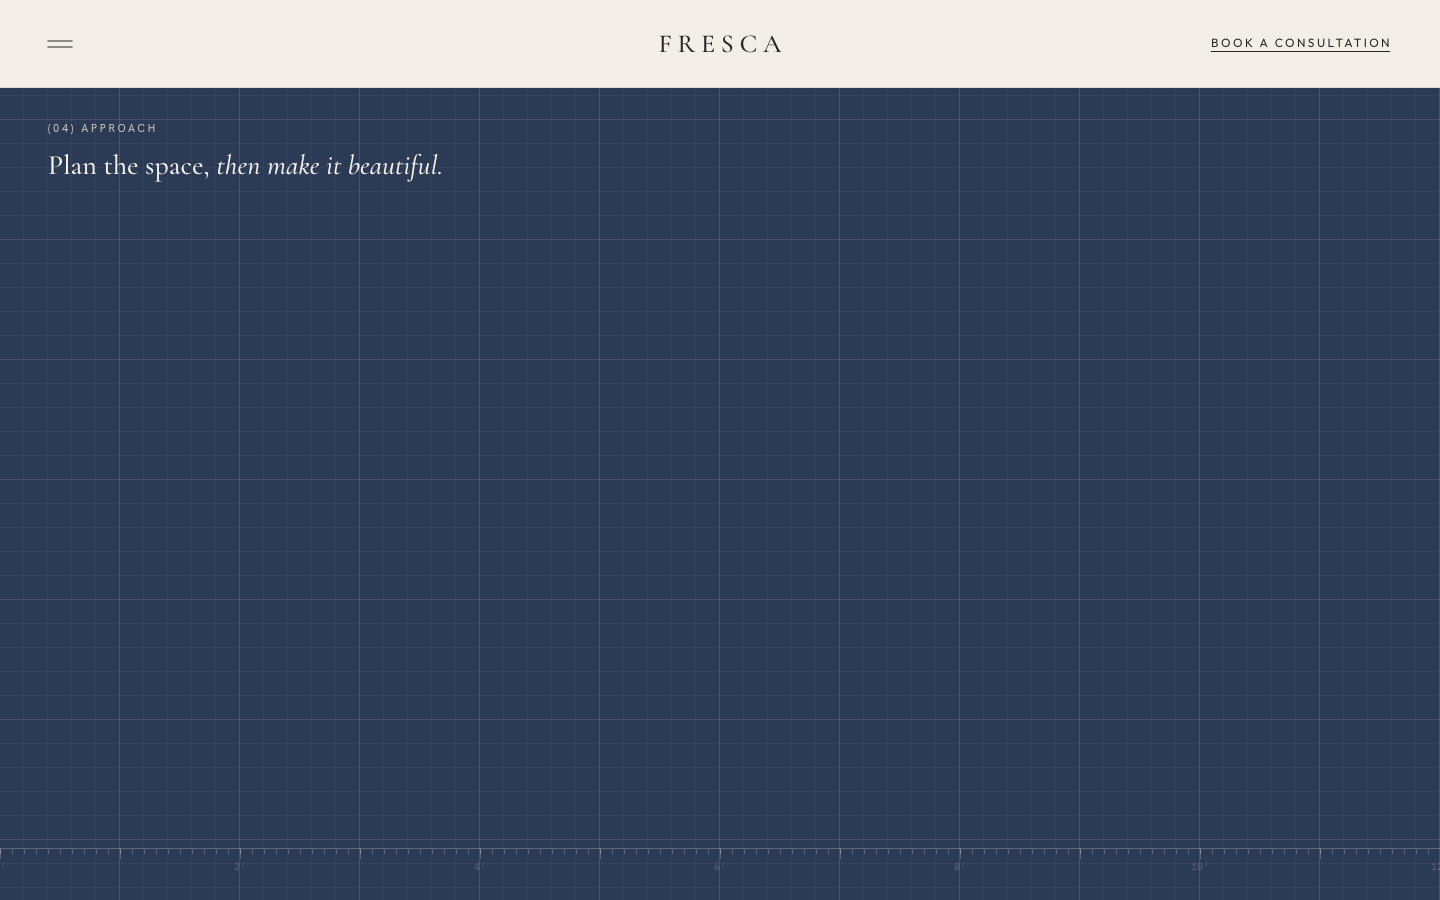 FRESCA
BOOK A CONSULTATION
(04) APPROACH
Plan the space, then make it beautiful.
2' 4' 6' 8' 10'